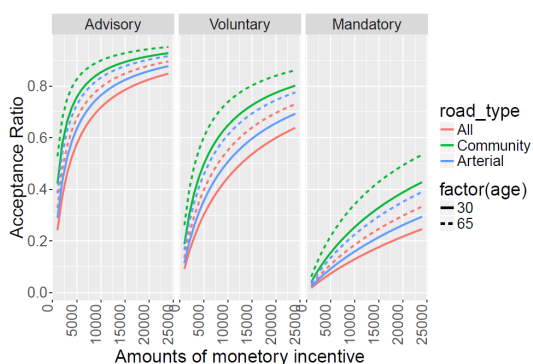 Advisory Voluntary Mandatory
0.8
0.6
0.4
0.2
0.0
Acceptance Ratio
0 5000 10000 15000 20000 25000 0 5000 10000 15000 20000 25000 0 5000 10000 15000 20000 25000
Amounts of monetory incentive
road_type
All
Community
Arterial
factor(age)
30
65